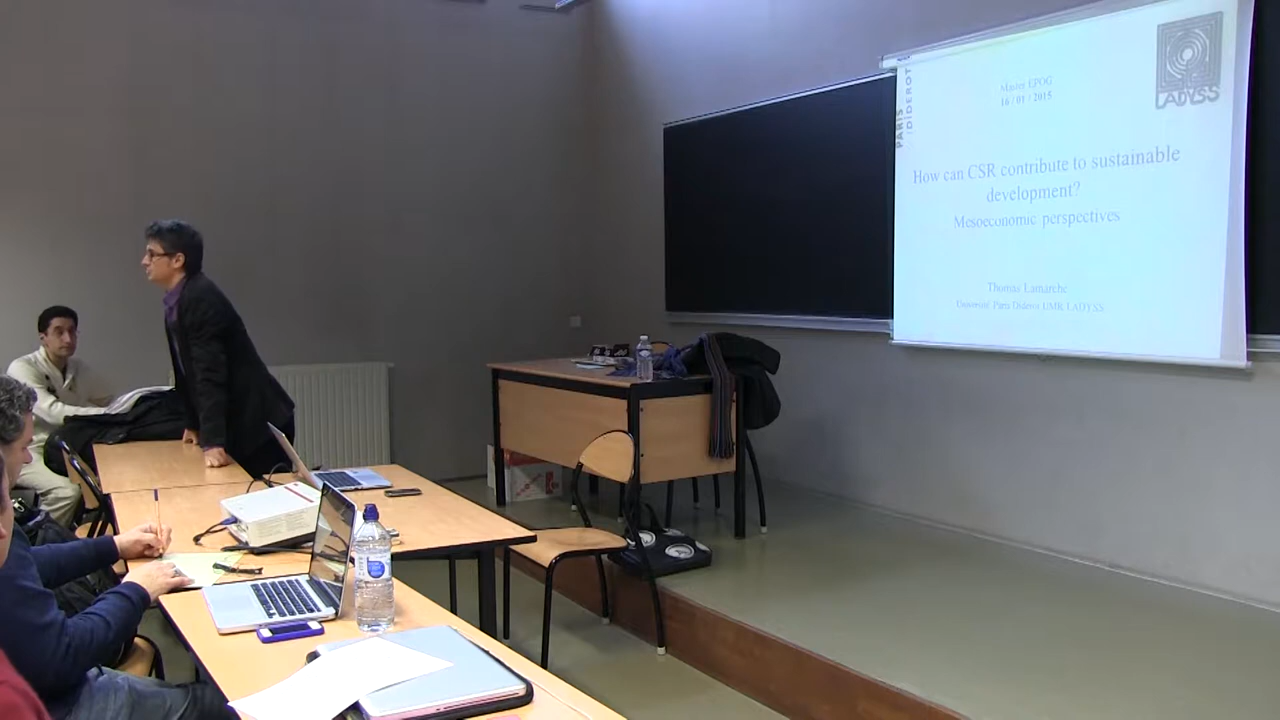 PARIS
DIDEROT
Master EPOG
16 / 01 / 2015
LADYSS
How can CSR contribute to sustainable
development?
Mesoeconomic perspectives
Thomas Lamarche
Université Paris Diderot UMR LADYSS